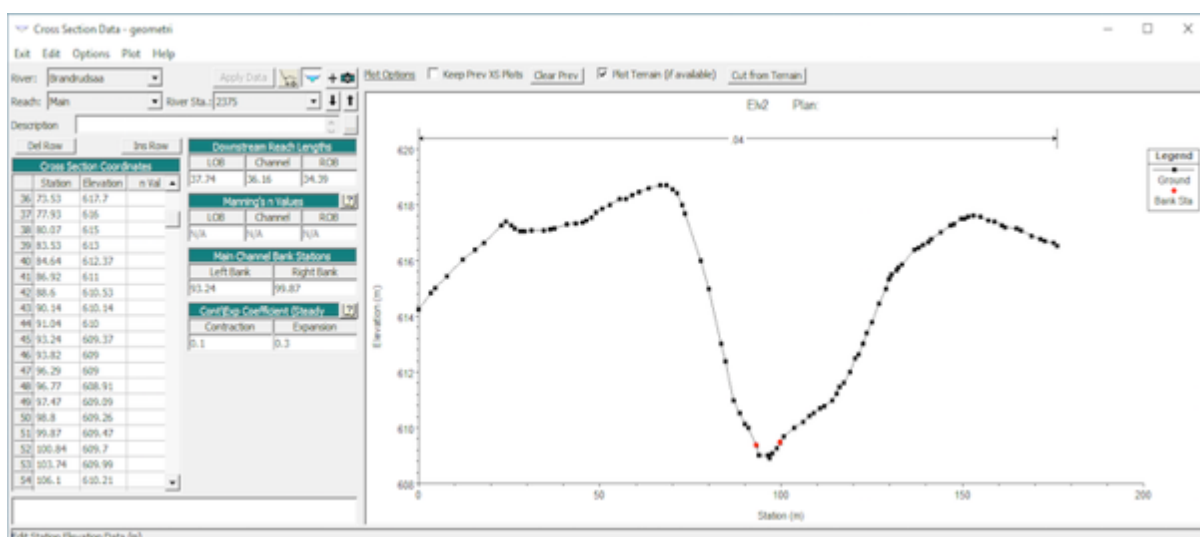 Cross Section Data - geometri
Exit Edit Options Plot Help
River: Brandrudsaa Apply Data Plot Options Keep Prev XS Plots Clear Prev Plot Terrain (if available) Cut from Terrain
Reach: Main River Sta.: 2375
Description
Del Row Ins Row
Cross Section Coordinates
Station Elevation n Val
36 73.53 617.7
37 77.93 616
38 80.07 615
39 83.53 613
40 84.64 612.37
41 86.92 611
42 88.6 610.53
43 90.14 610.14
44 91.04 610
45 93.24 609.37
46 93.82 609
47 96.29 609
48 96.77 608.91
49 97.47 609.09
50 98.8 609.26
51 99.87 609.47
52 100.84 609.7
53 103.74 609.99
54 106.1 610.21
Downstream Reach Lengths
LOB Channel ROB
37.74 36.16 34.39
Manning's n Values ?
LOB Channel ROB
N/A N/A N/A
Main Channel Bank Stations
Left Bank Right Bank
93.24 99.87
Cont\Exp Coefficient (Steady ?
Contraction Expansion
0.1 0.3
Elv2 Plan:
.04
Legend
Ground
Bank Sta
Elevation (m)
620
618
616
614
612
610
608
0 50 100 150 200
Station (m)
Edit Station Elevation Data (m)